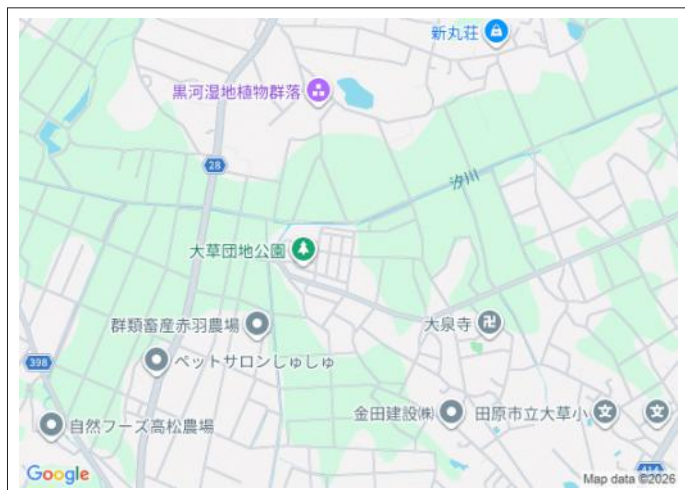 新丸荘
黒河湿地植物群落
28
汐川
大草団地公園
群類畜産赤羽農場
大泉寺
398
ペットサロンしゅしゅ
金田建設㈱
田原市立大草小
文
文
自然フーズ高松農場
414
Google
Map data ©2026